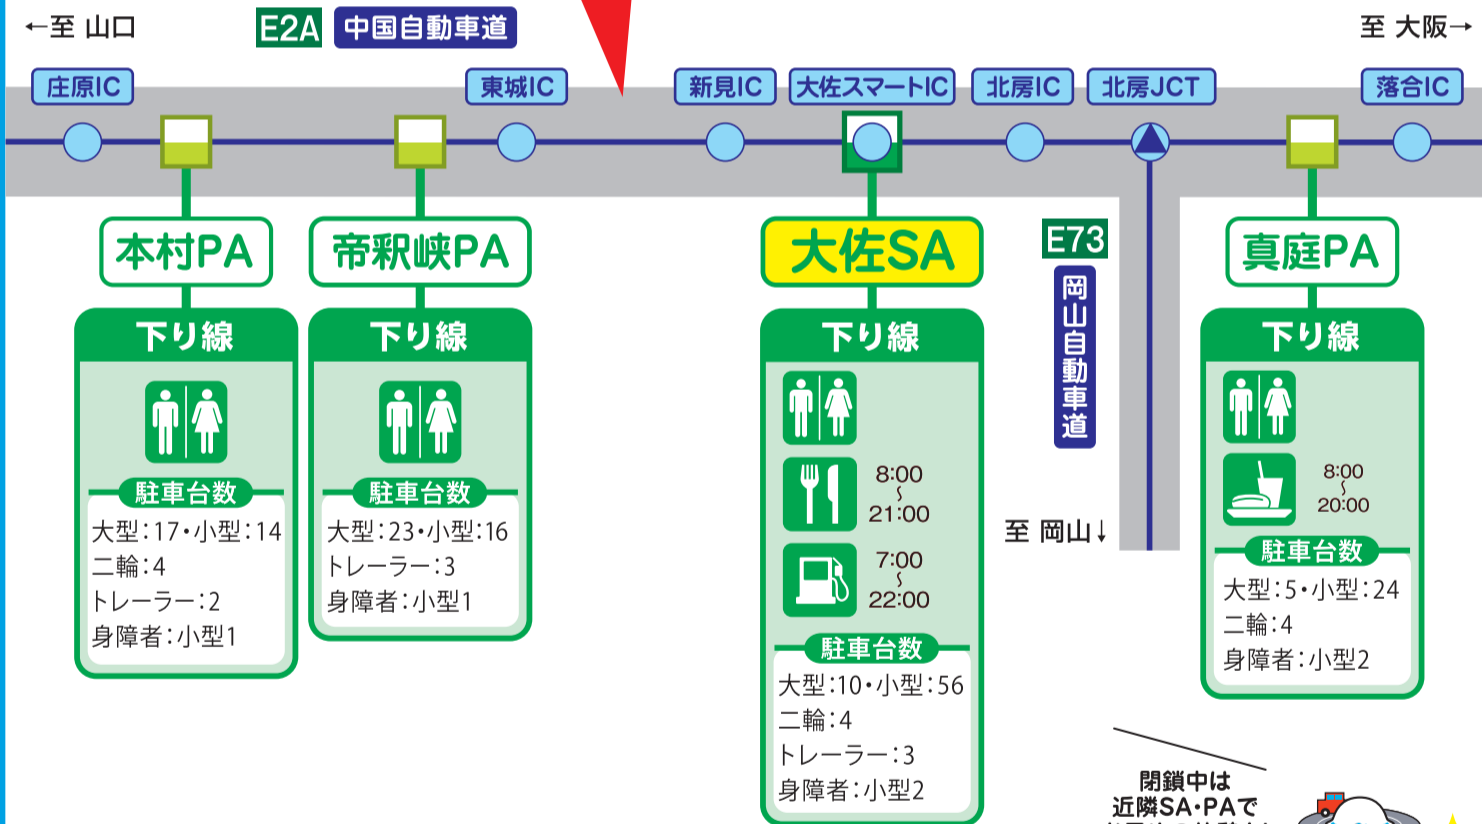 ←至 山口
E2A 中国自動車道
至 大阪→
庄原IC
東城IC
新見IC
大佐スマートIC
北房IC
北房JCT
落合IC
本村PA
帝釈峡PA
大佐SA
E73
岡山自動車道
至 岡山↓
真庭PA
下り線
駐車台数
大型:17・小型:14
二輪:4
トレーラー:2
身障者:小型1
下り線
駐車台数
大型:23・小型:16
トレーラー:3
身障者:小型1
下り線
8:00
~
21:00
7:00
~
22:00
駐車台数
大型:10・小型:56
二輪:4
トレーラー:3
身障者:小型2
下り線
8:00
~
20:00
駐車台数
大型:5・小型:24
二輪:4
身障者:小型2
閉鎖中は
近隣SA・PAで